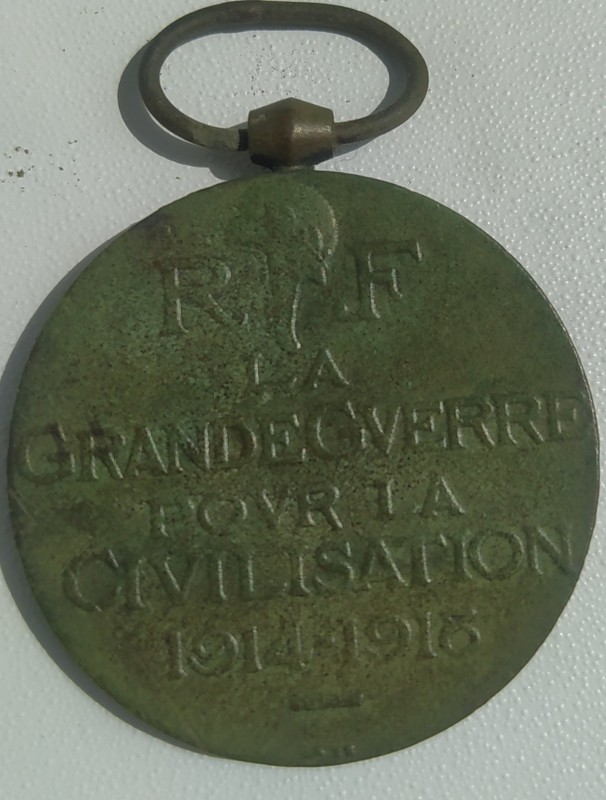 R F
LA
GRANDE GVERRE
POVR LA
CIVILISATION
1914-1918